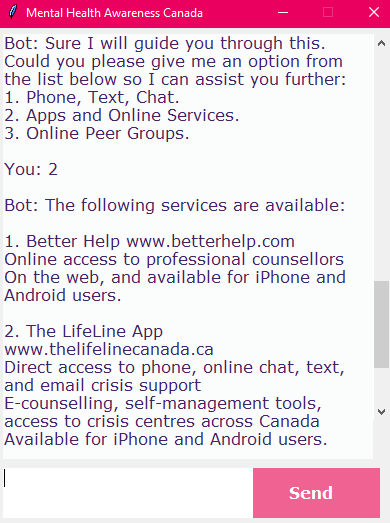 Mental Health Awareness Canada
Bot: Sure I will guide you through this.
Could you please give me an option from
the list below so I can assist you further:
1. Phone, Text, Chat.
2. Apps and Online Services.
3. Online Peer Groups.
You: 2
Bot: The following services are available:
1. Better Help www.betterhelp.com
Online access to professional counsellors
On the web, and available for iPhone and
Android users.
2. The LifeLine App
www.thelifelinecanada.ca
Direct access to phone, online chat, text,
and email crisis support
E-counselling, self-management tools,
access to crisis centres across Canada
Available for iPhone and Android users.
Send